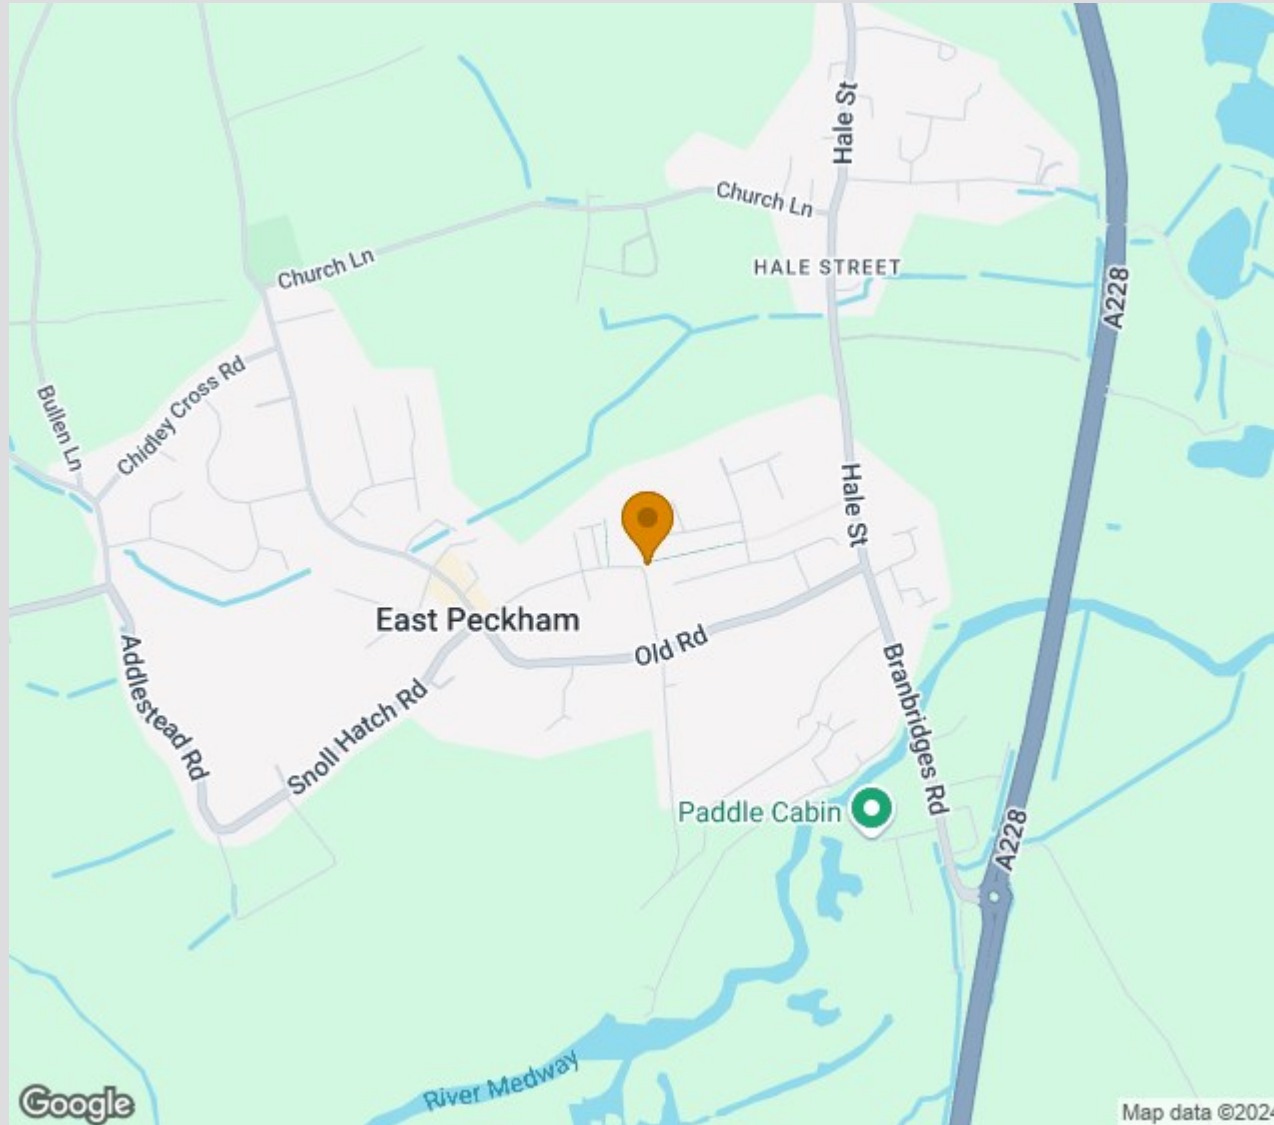 Hale St
Church Ln
HALE STREET
Church Ln
A228
Chidley Cross Rd
Bullen Ln
Hale St
East Peckham
Old Rd
Addlestead Rd
Snoll Hatch Rd
Branbridges Rd
Paddle Cabin
A228
River Medway
Google
Map data ©2024